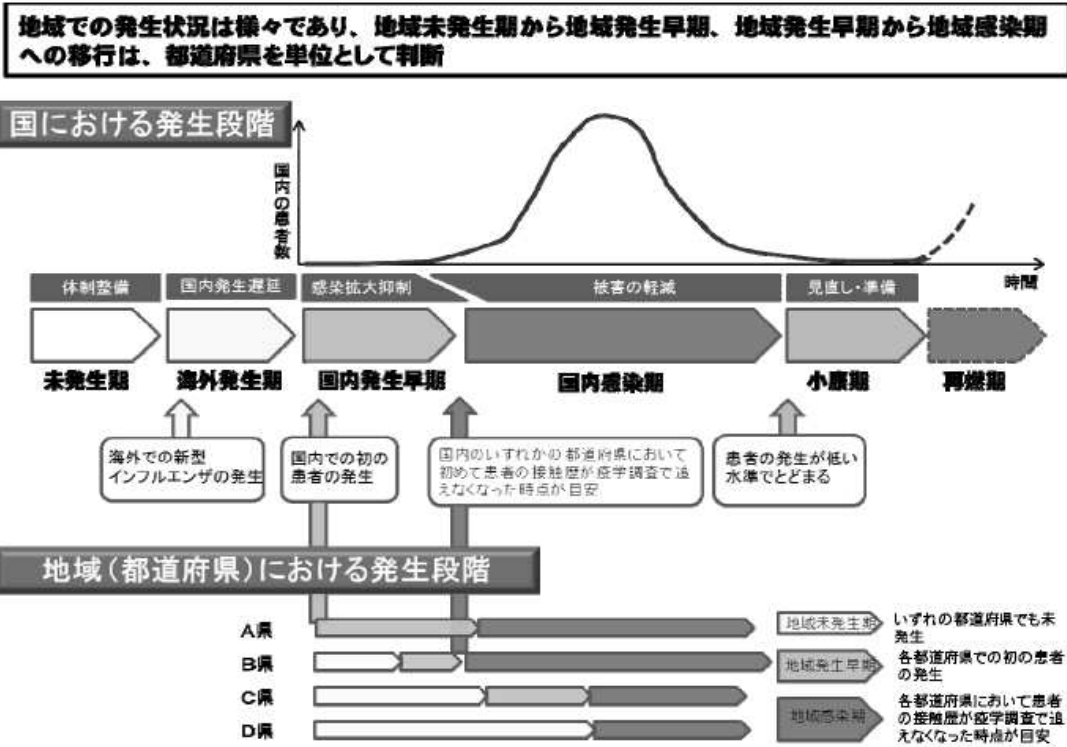 地域での発生状況は様々であり、地域未発生期から地域発生早期、地域発生早期から地域感染期
への移行は、都道府県を単位として判断
国における発生段階
国内の患者数
時間
体制整備
国内発生遅延
感染拡大抑制
被害の軽減
見直し・準備
未発生期
海外発生期
国内発生早期
国内感染期
小康期
再燃期
海外での新型
インフルエンザの発生
国内での初の
患者の発生
国内のいずれかの都道府県において
初めて患者の接触歴が疫学調査で追
えなくなった時点が目安
患者の発生が低い
水準でとどまる
地域(都道府県)における発生段階
A県
B県
C県
D県
地域未発生期
いずれの都道府県でも未
発生
地域発生早期
各都道府県での初の患者
の発生
地域感染期
各都道府県において患者
の接触歴が疫学調査で追
えなくなった時点が目安